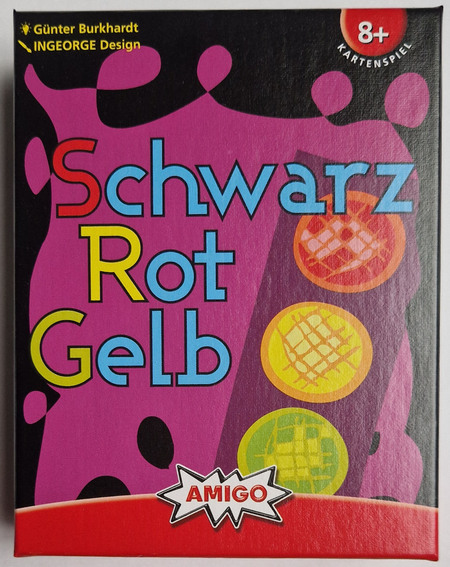 Günter Burkhardt
INGEORGE Design
8+
KARTENSPIEL
Schwarz
Rot
Gelb
AMIGO